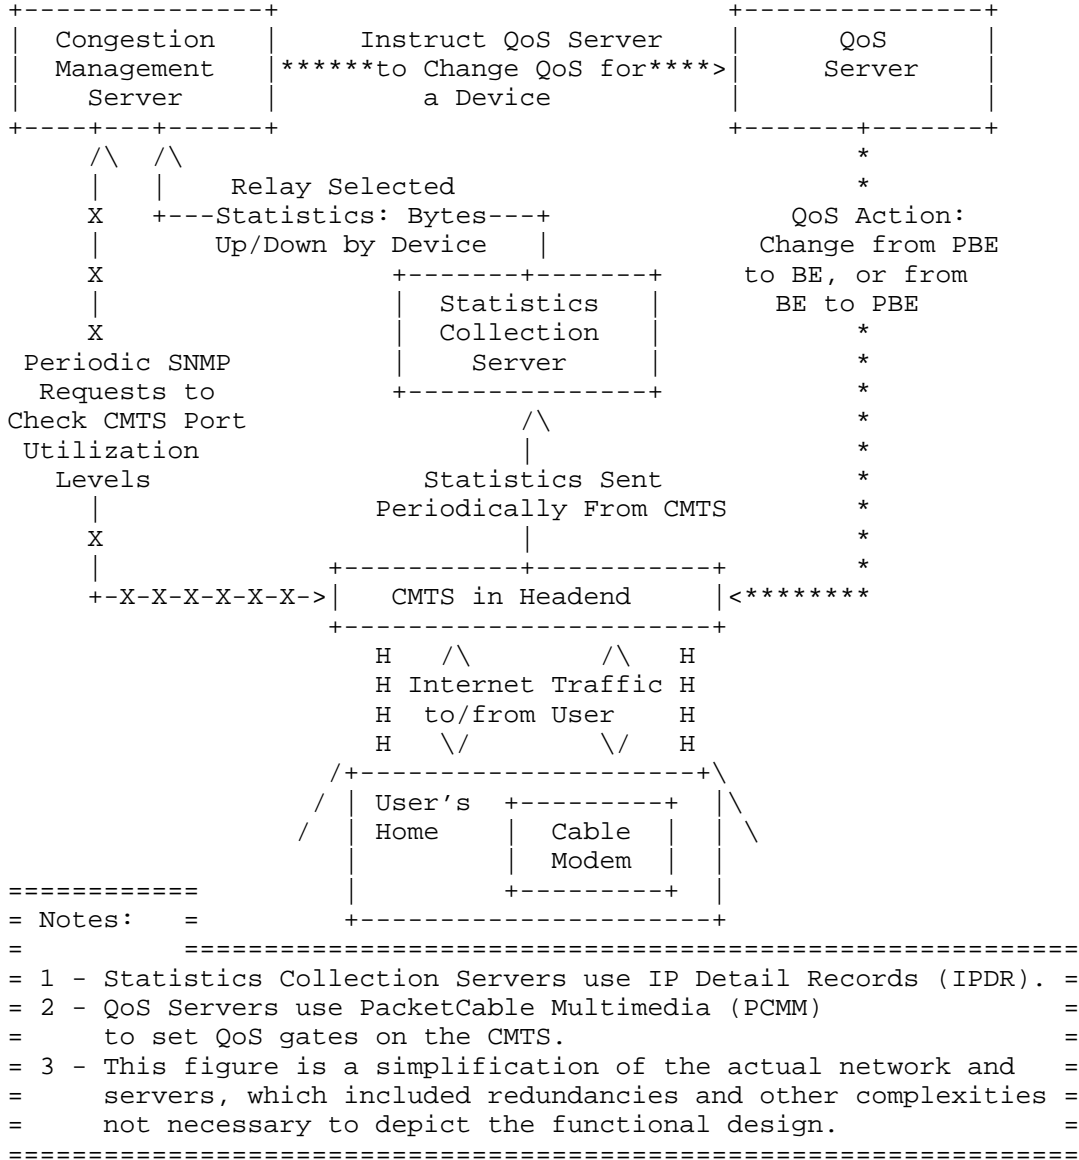 Congestion Instruct QoS Server QoS
Management ******to Change QoS for****> Server
Server a Device
Relay Selected
X +---Statistics: Bytes---+ QoS Action:
Up/Down by Device Change from PBE
X to BE, or from
Statistics BE to PBE
X Collection
Periodic SNMP Server
Requests to
Check CMTS Port
Utilization
Levels Statistics Sent
Periodically From CMTS
X
+-X-X-X-X-X-X-> CMTS in Headend <********
H H
H Internet Traffic H
H to/from User H
H H
User's
Home Cable
Modem
= Notes: =
= 1 - Statistics Collection Servers use IP Detail Records (IPDR). =
= 2 - QoS Servers use PacketCable Multimedia (PCMM) =
= to set QoS gates on the CMTS. =
= 3 - This figure is a simplification of the actual network and =
= servers, which included redundancies and other complexities =
= not necessary to depict the functional design. =